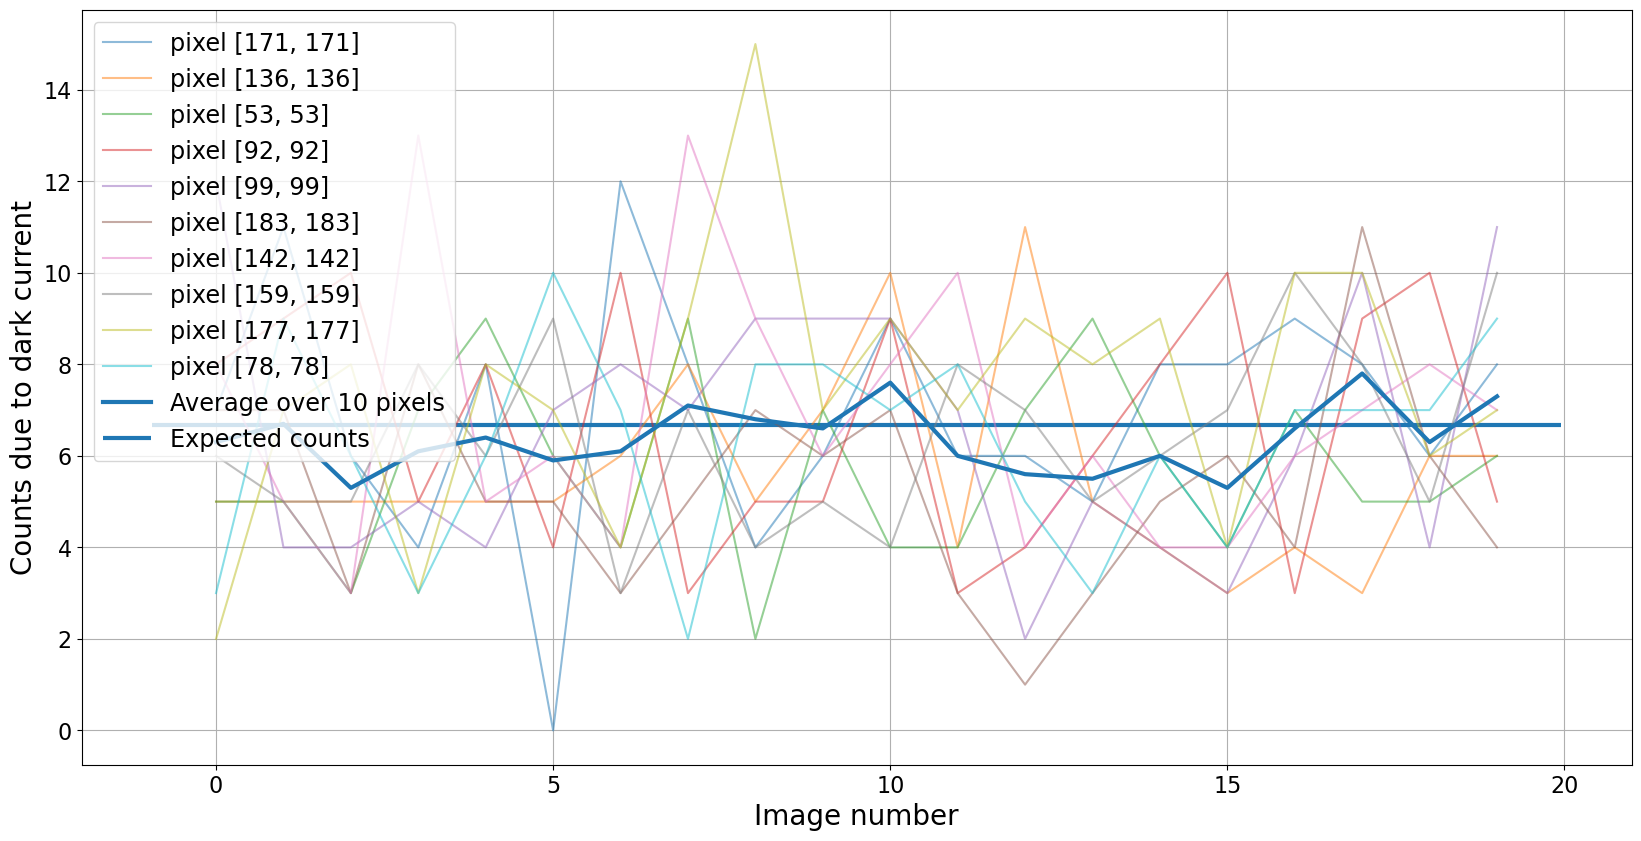 pixel [171, 171]
pixel [136, 136]
pixel [53, 53]
pixel [92, 92]
pixel [99, 99]
pixel [183, 183]
pixel [142, 142]
pixel [159, 159]
pixel [177, 177]
pixel [78, 78]
Average over 10 pixels
Expected counts
Counts due to dark current
14
12
10
8
6
4
2
0
0 5 10 15 20
Image number